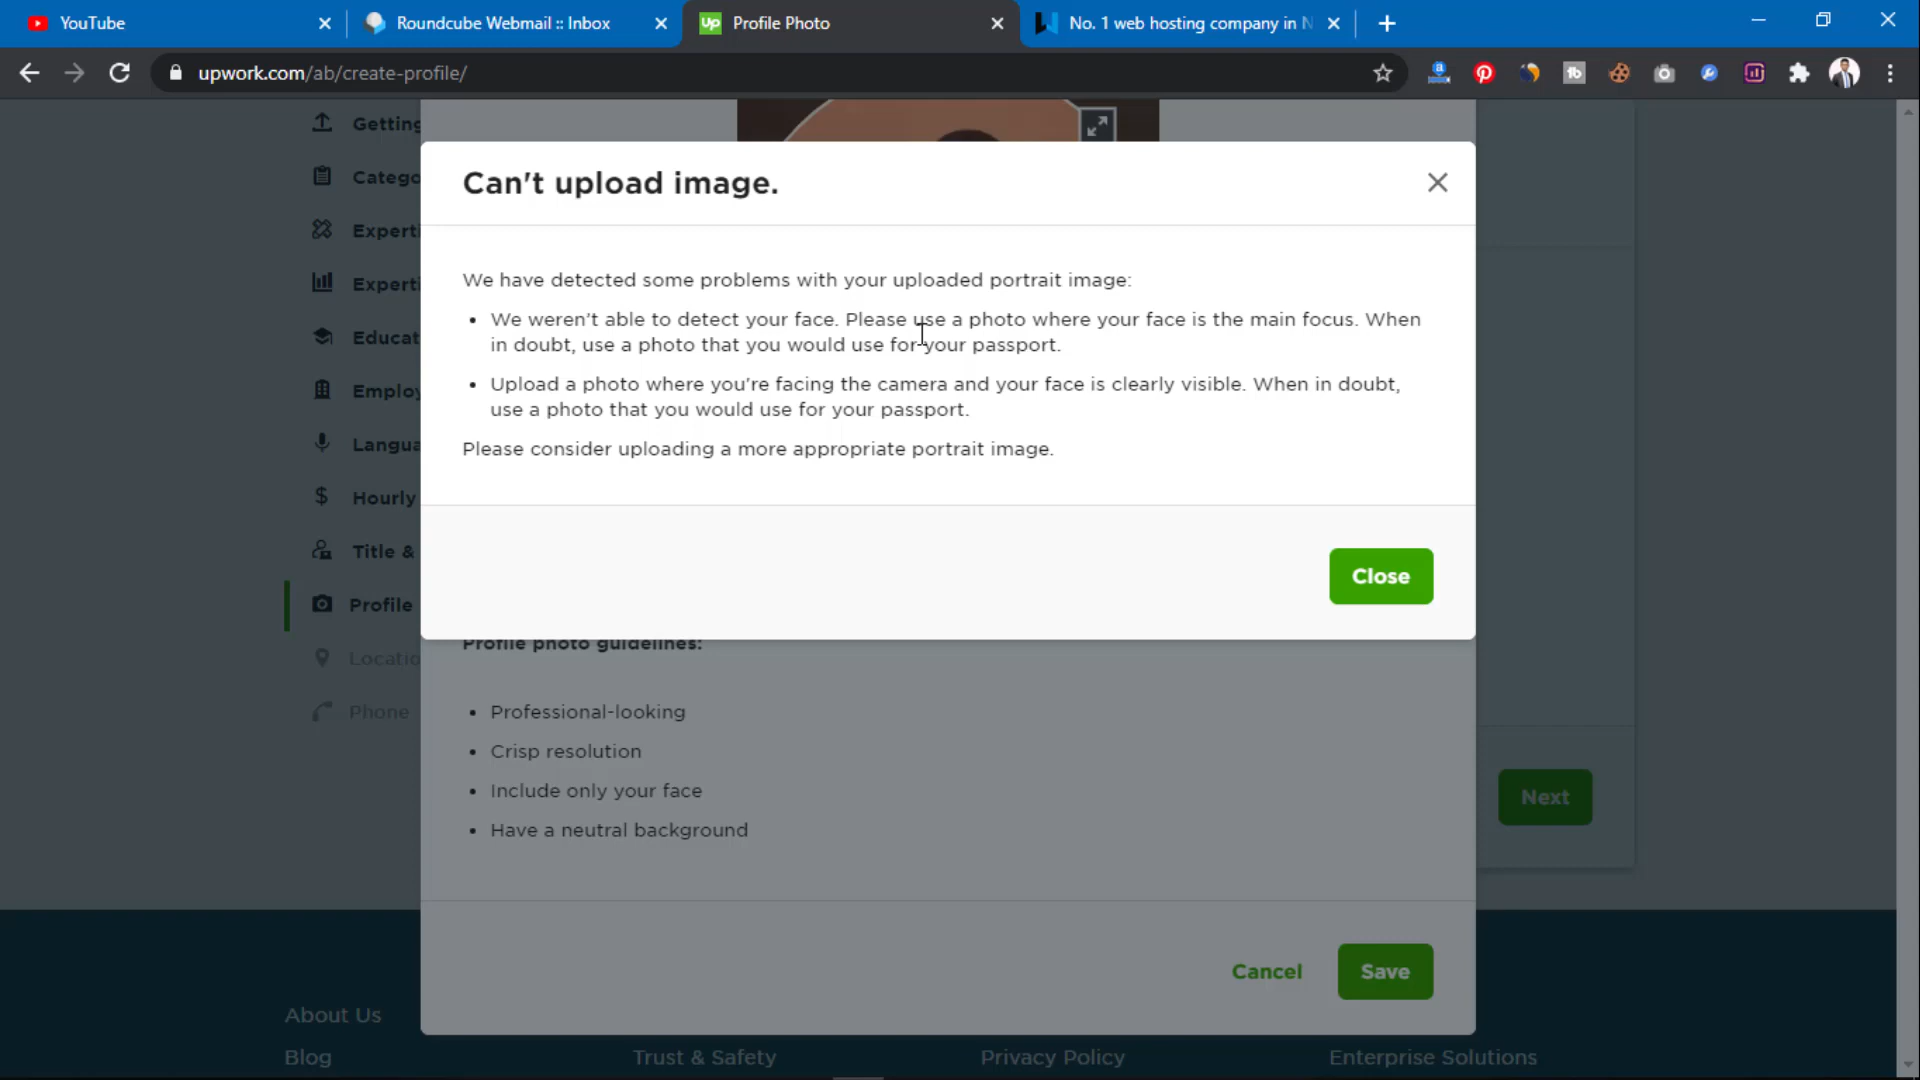 YouTube
Roundcube Webmail :: Inbox
Up Profile Photo
No. 1 web hosting company in N
upwork.com/ab/create-profile/
Getting
Catego
Experti
Experti
Educat
Employ
Langua
Hourly
Title &
Profile
Locatio
Phone
Can't upload image.
We have detected some problems with your uploaded portrait image:
• We weren't able to detect your face. Please use a photo where your face is the main focus. When
in doubt, use a photo that you would use for your passport.
• Upload a photo where you're facing the camera and your face is clearly visible. When in doubt,
use a photo that you would use for your passport.
Please consider uploading a more appropriate portrait image.
Close
Profile photo guidelines:
• Professional-looking
• Crisp resolution
• Include only your face
• Have a neutral background
Next
Cancel
Save
About Us
Blog
Trust & Safety
Privacy Policy
Enterprise Solutions